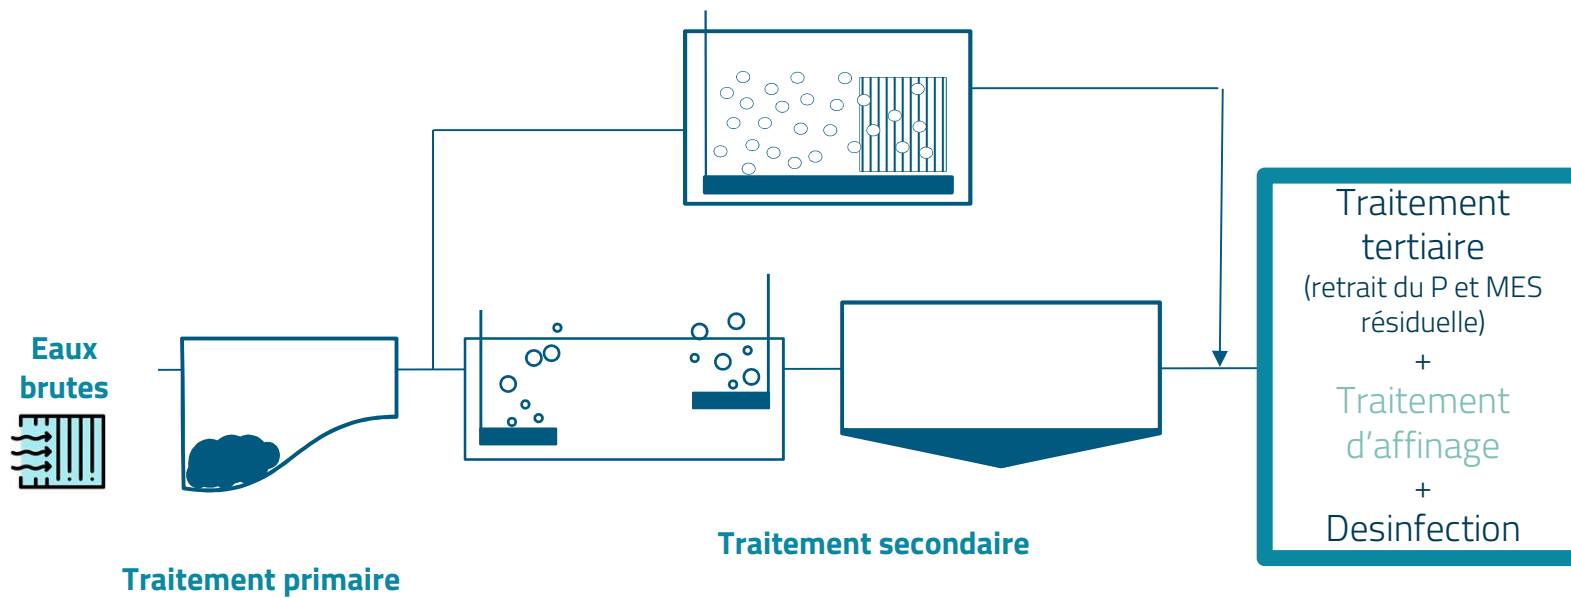 Eaux
brutes
Traitement primaire
Traitement secondaire
Traitement
tertiaire
(retrait du P et MES
résiduelle)
+
Traitement
d'affinage
+
Desinfection